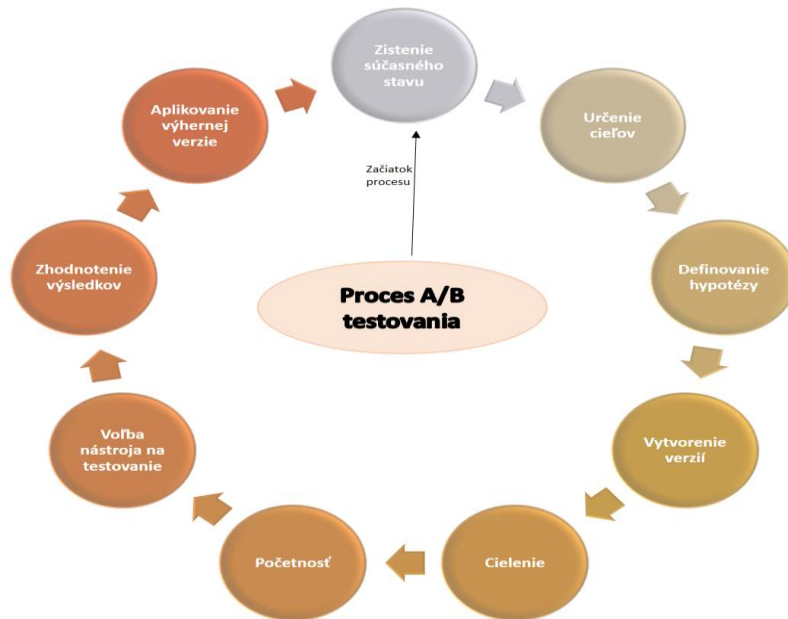 Zistenie
súčasného
stavu
Určenie
cieľov
Definovanie
hypotézy
Vytvorenie
verzií
Cielenie
Početnosť
Voľba
nástroja na
testovanie
Zhodnotenie
výsledkov
Aplikovanie
výhernej
verzie
Začiatok
procesu
Proces A/B
testovania